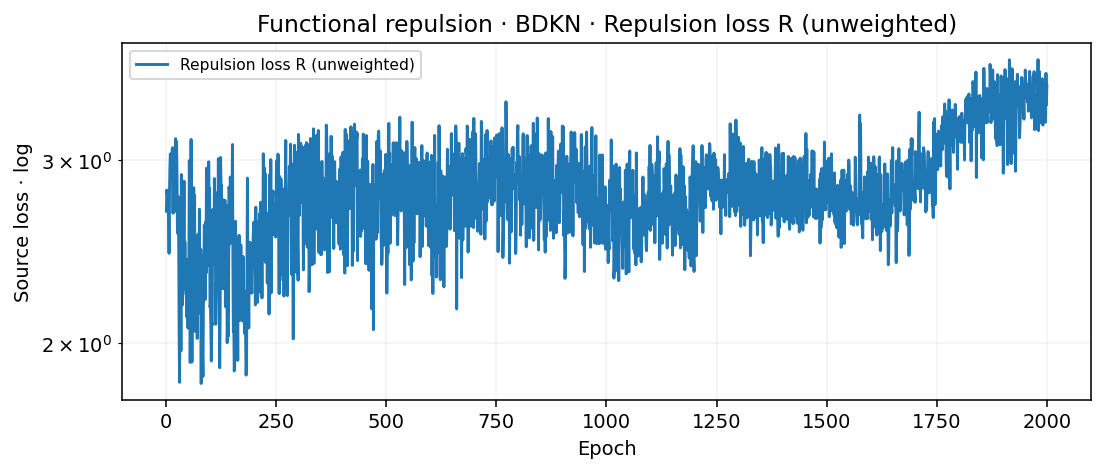 Functional repulsion · BDKN · Repulsion loss R (unweighted)
Repulsion loss R (unweighted)
Source loss · log
3 × 10⁰
2 × 10⁰
0 250 500 750 1000 1250 1500 1750 2000
Epoch